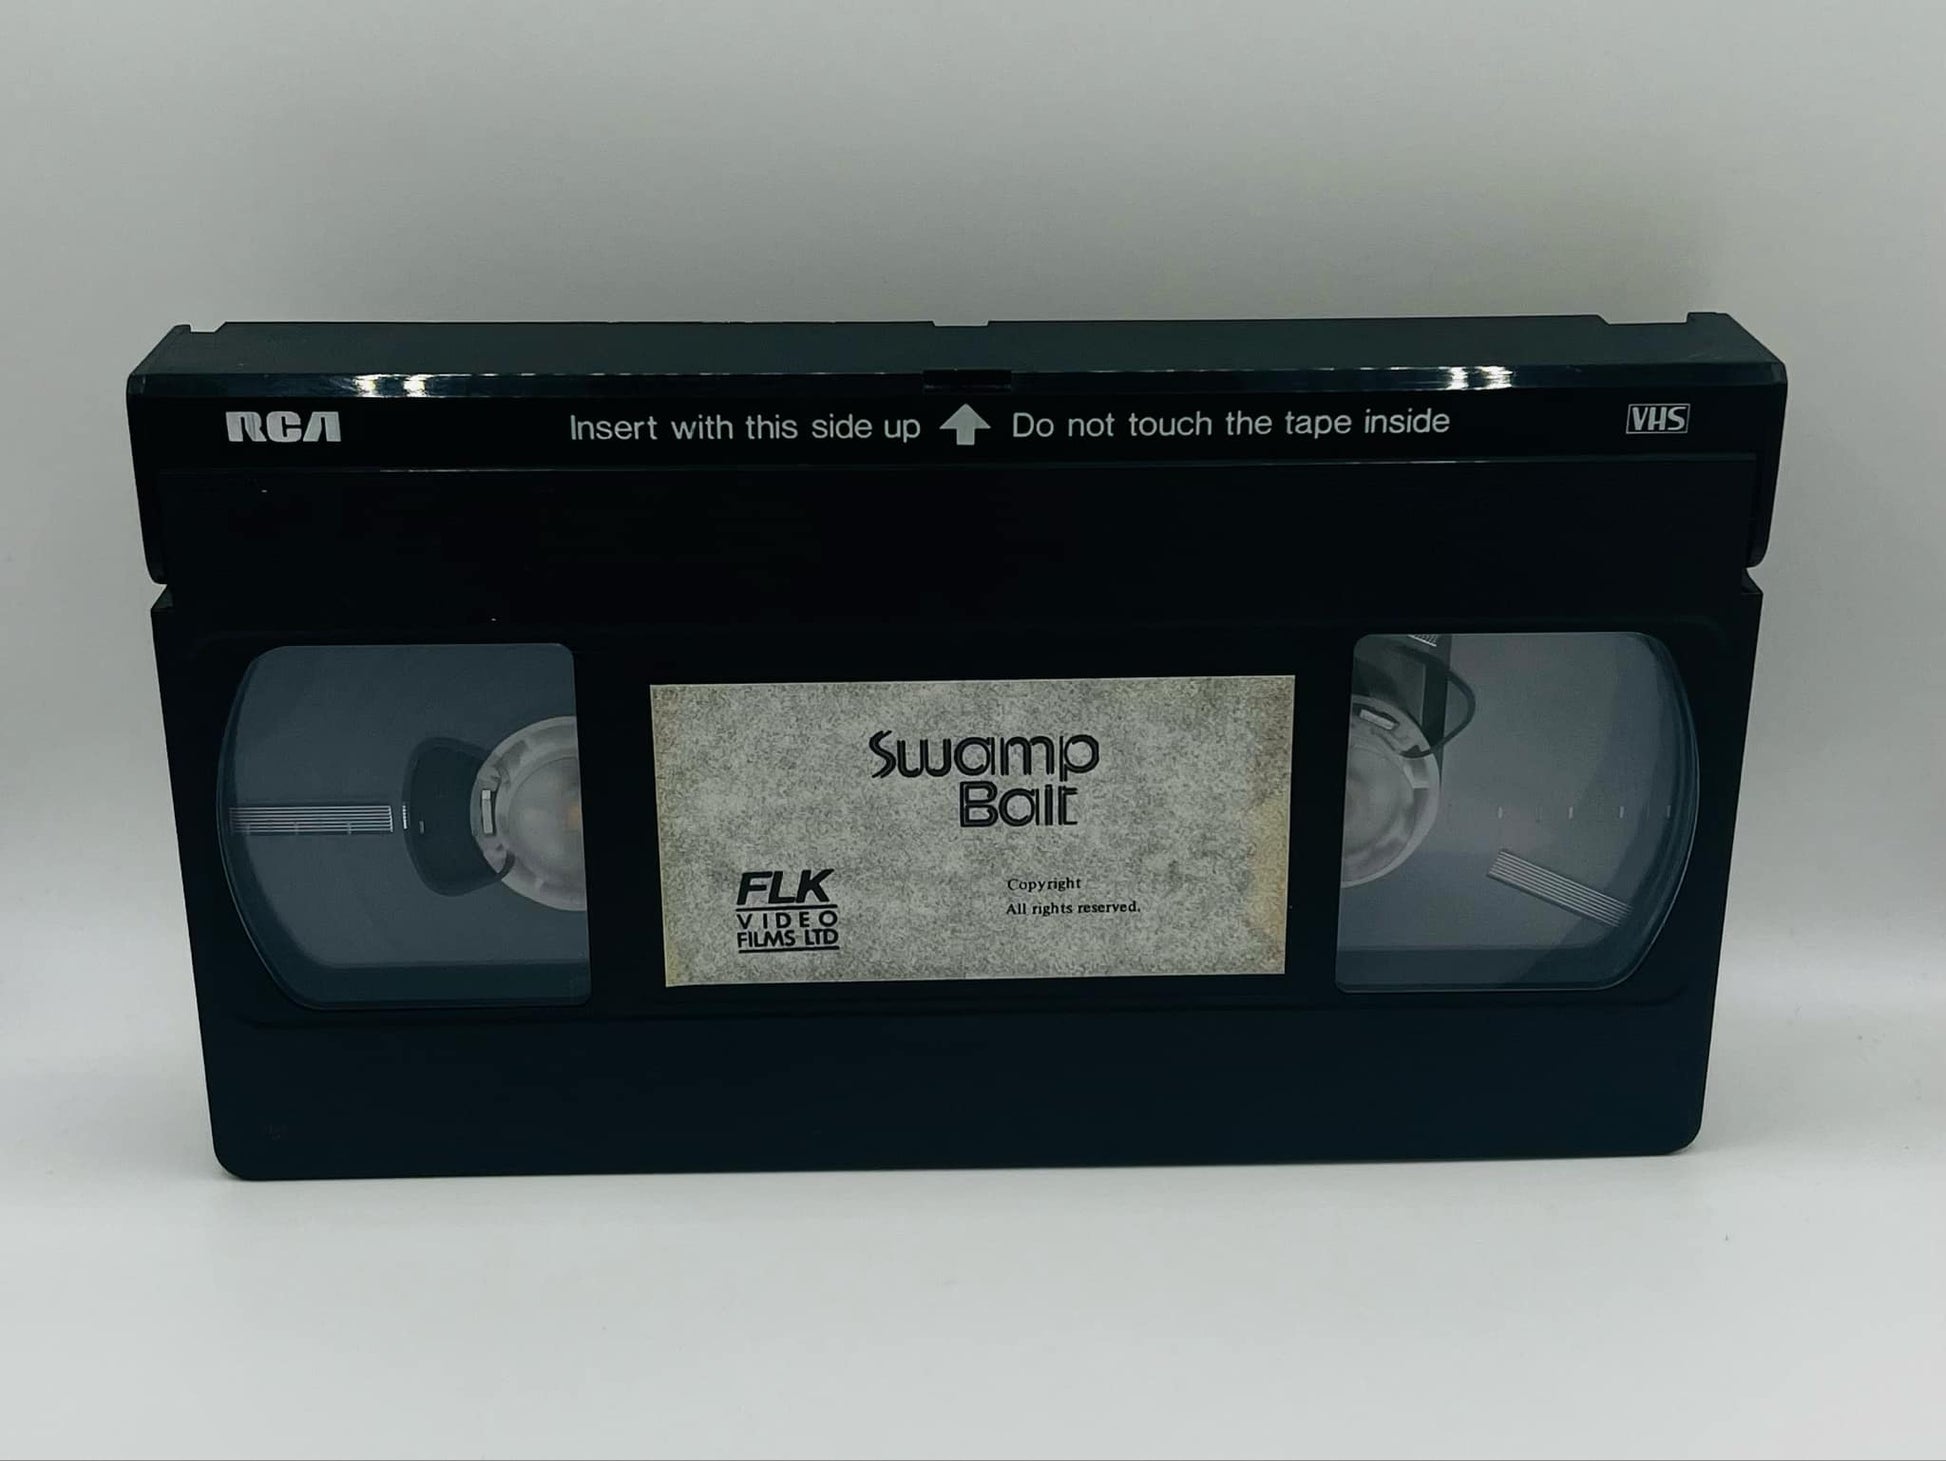 RCA Insert with this side up Do not touch the tape inside VHS
Swamp
Bait
FLK
VIDEO
FILMS LTD
Copyright
All rights reserved.